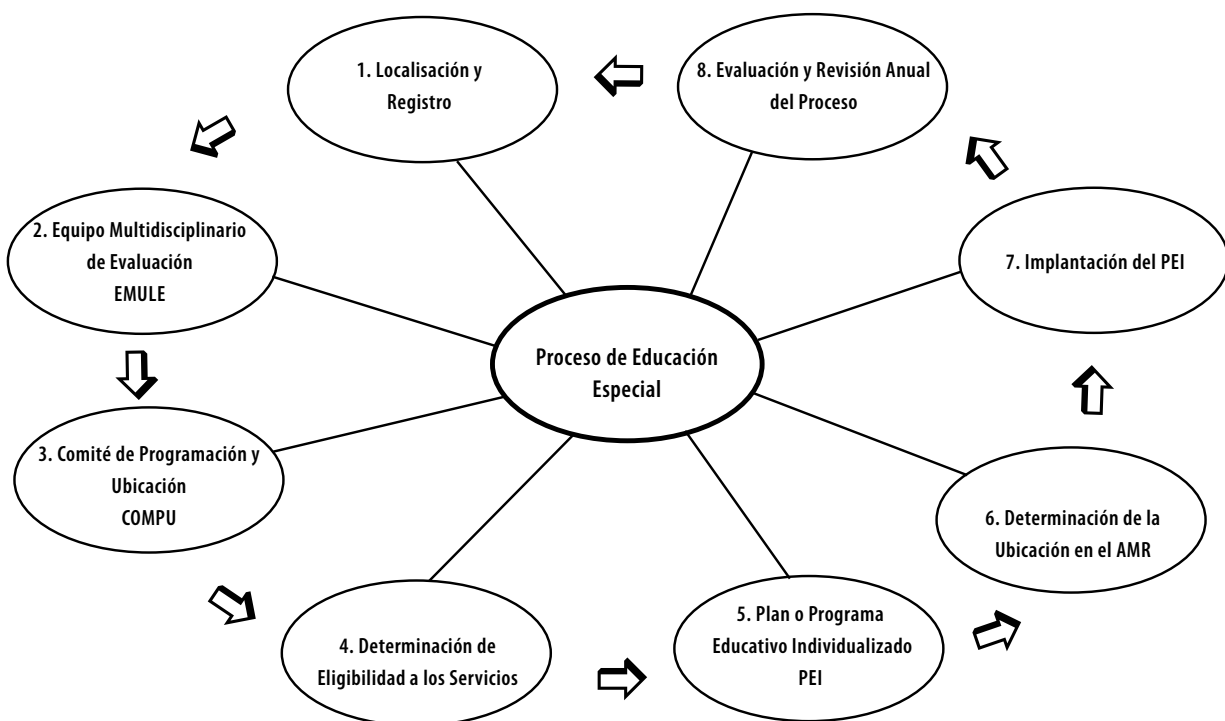 1. Localisación y
Registro
2. Equipo Multidisciplinario
de Evaluación
EMULE
3. Comité de Programación y
Ubicación
COMPU
4. Determinación de
Eligibilidad a los Servicios
5. Plan o Programa
Educativo Individualizado
PEI
6. Determinación de la
Ubicación en el AMR
7. Implantación del PEI
8. Evaluación y Revisión Anual
del Proceso
Proceso de Educación
Especial